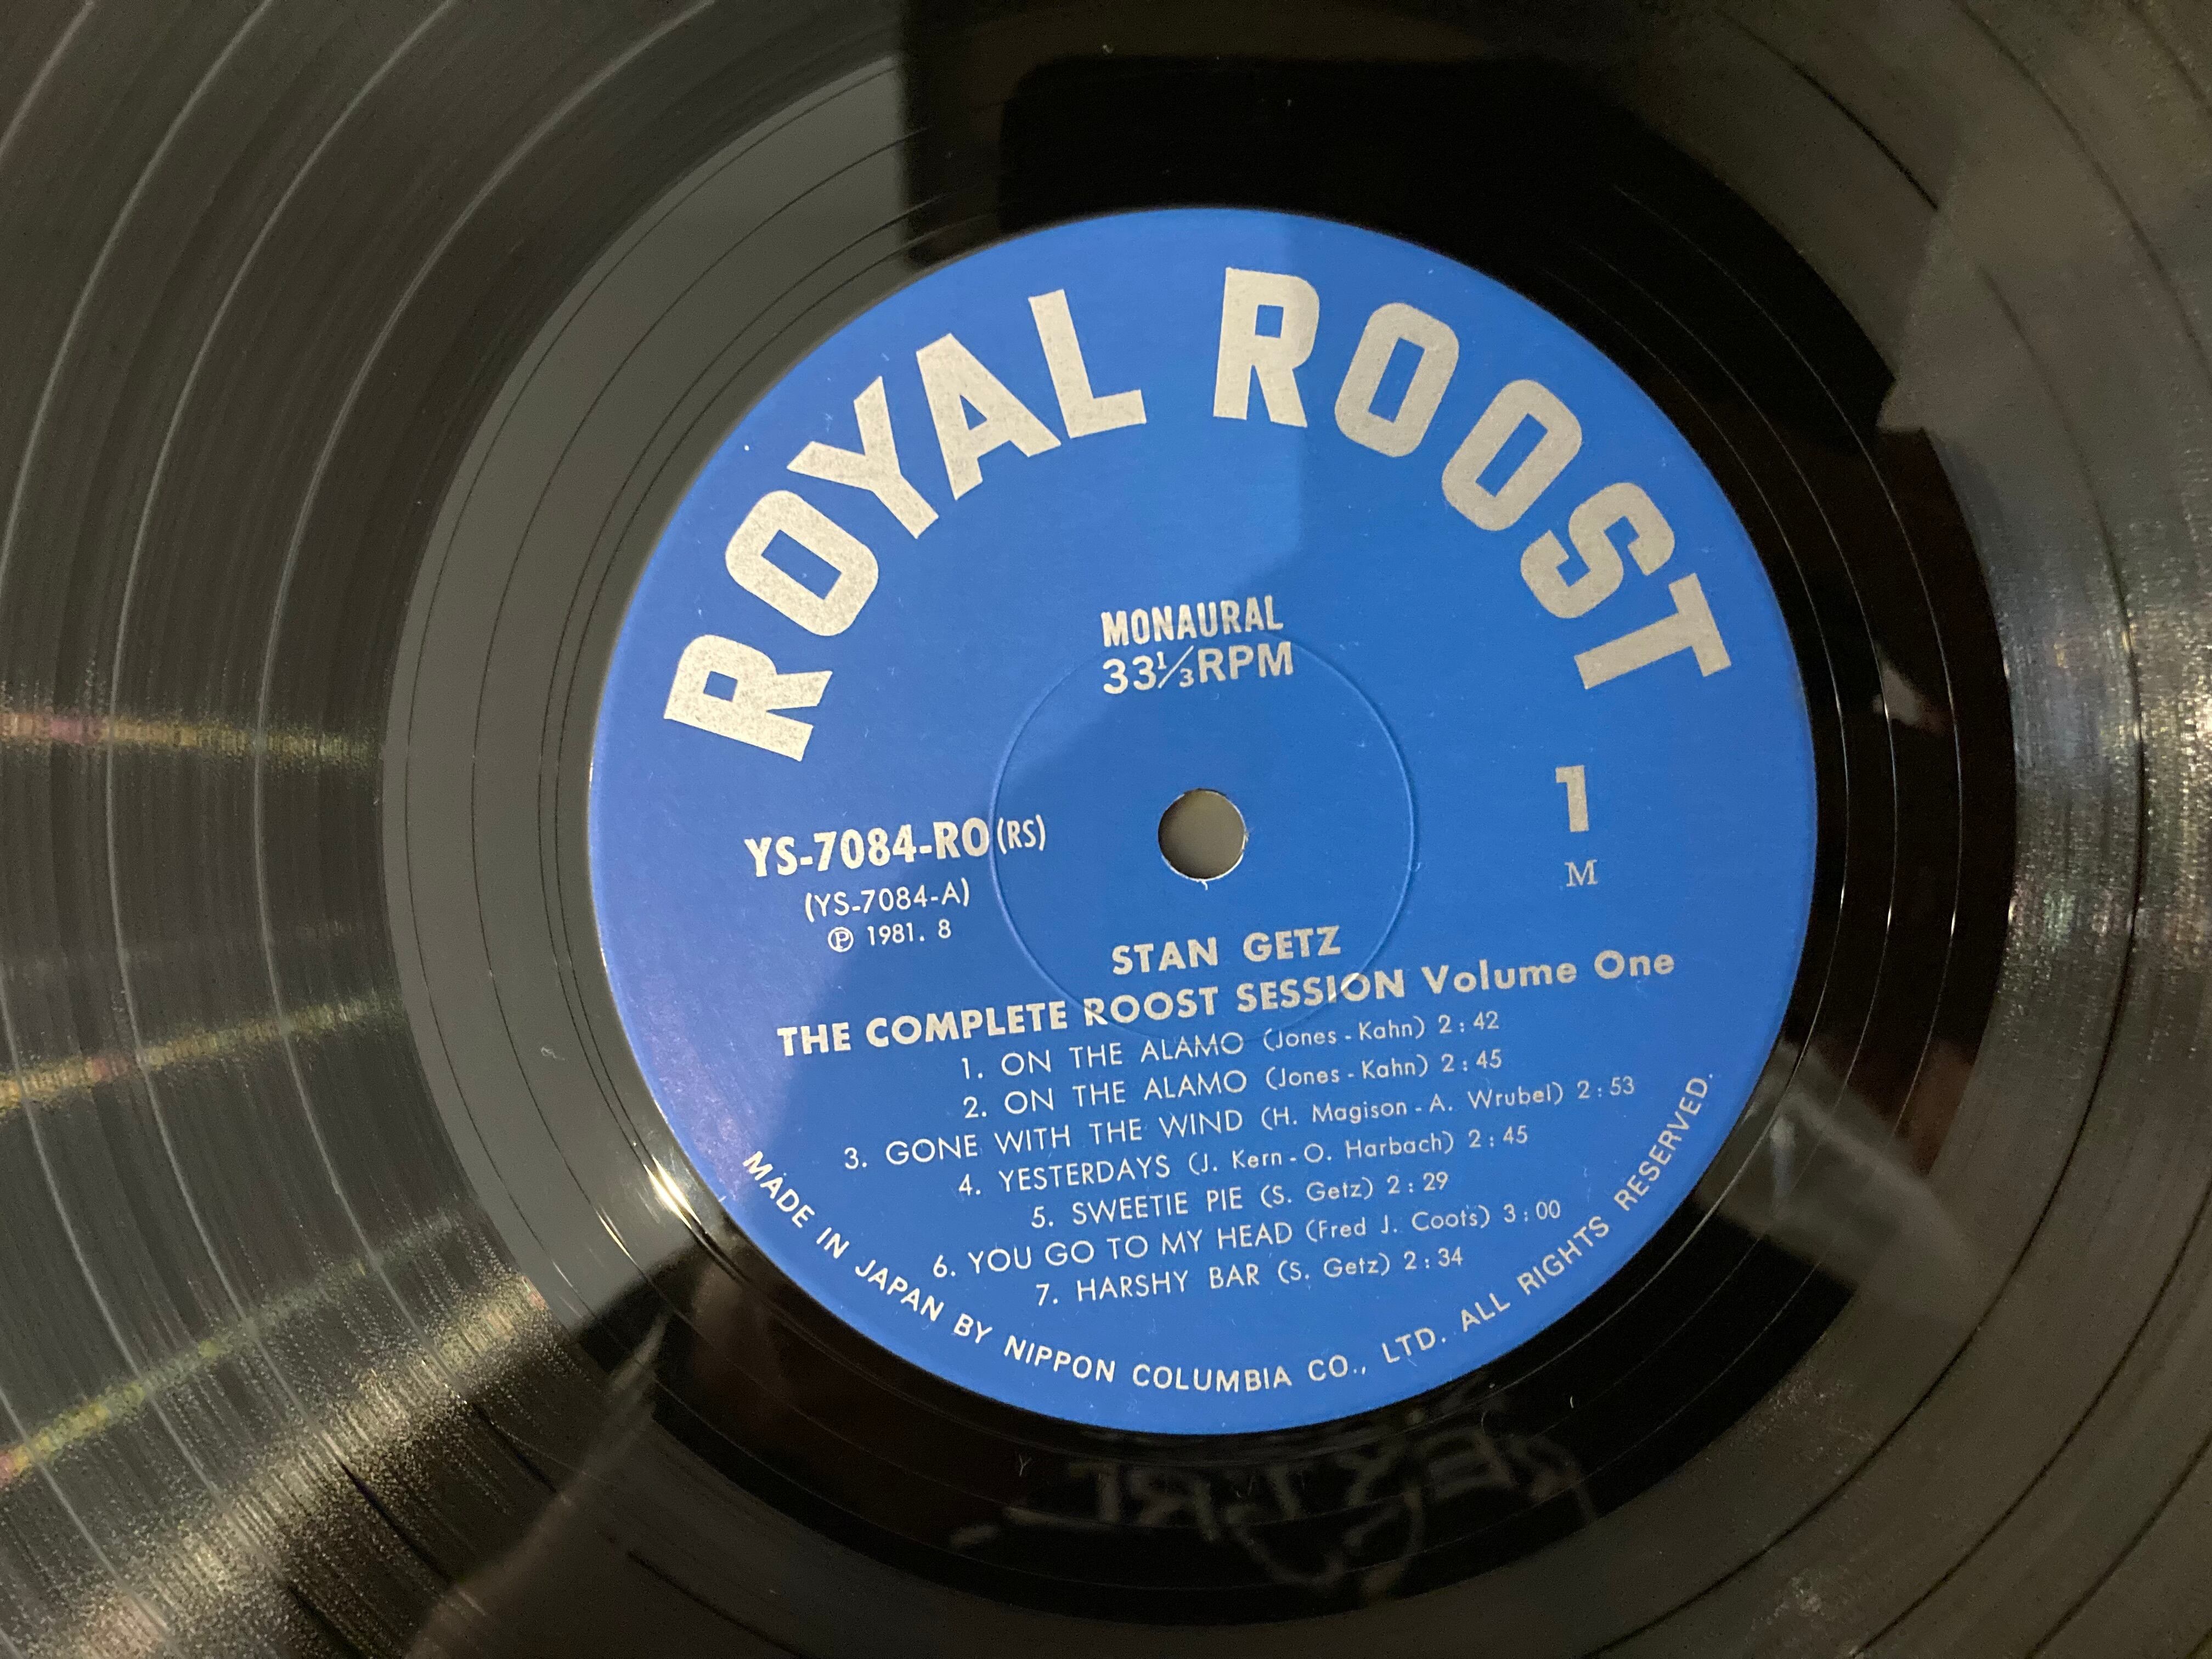 ROYAL ROOST
MONAURAL
33⅓RPM
1
M
YS-7084-RO(RS)
(YS-7084-A)
Ⓟ 1981. 8
STAN GETZ
THE COMPLETE ROOST SESSION Volume One
1. ON THE ALAMO (Jones - Kahn) 2 : 42
2. ON THE ALAMO (Jones - Kahn) 2 : 45
3. GONE WITH THE WIND (H. Magison - A. Wrubel) 2 : 53
4. YESTERDAYS (J. Kern - O. Harbach) 2 : 45
5. SWEETIE PIE (S. Getz) 2 : 29
6. YOU GO TO MY HEAD (Fred J. Coots) 3 : 00
7. HARSHY BAR (S. Getz) 2 : 34
MADE IN JAPAN BY NIPPON COLUMBIA CO., LTD. ALL RIGHTS RESERVED.